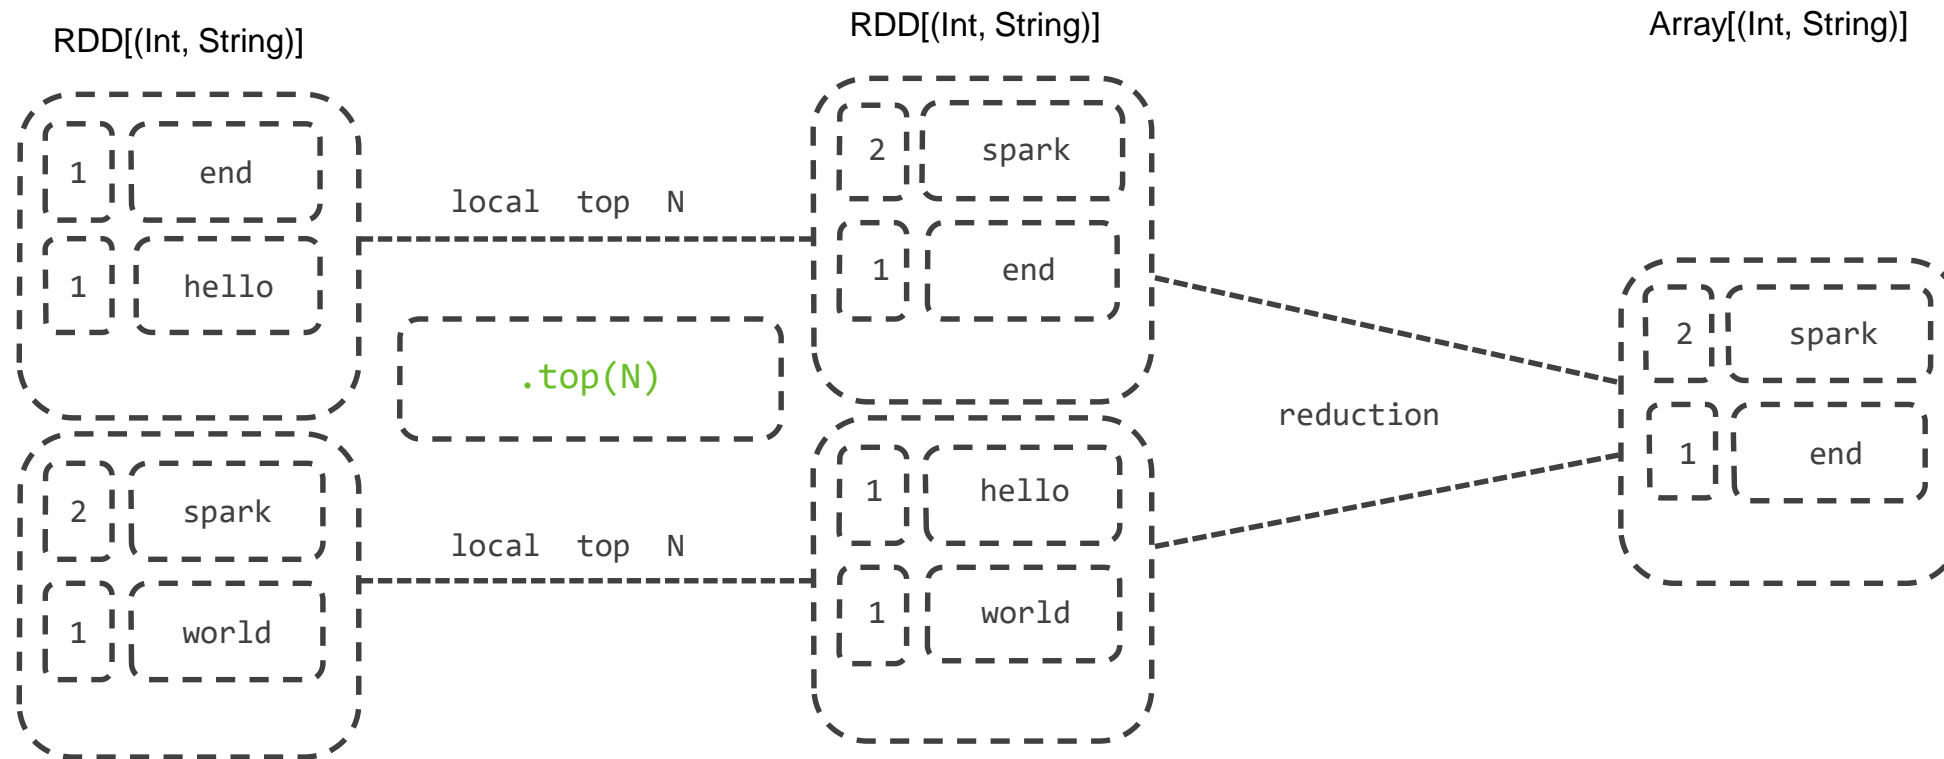 RDD[(Int, String)]
RDD[(Int, String)]
Array[(Int, String)]
1 end
1 hello
2 spark
1 world
local top N
.top(N)
local top N
2 spark
1 end
1 hello
1 world
reduction
2 spark
1 end